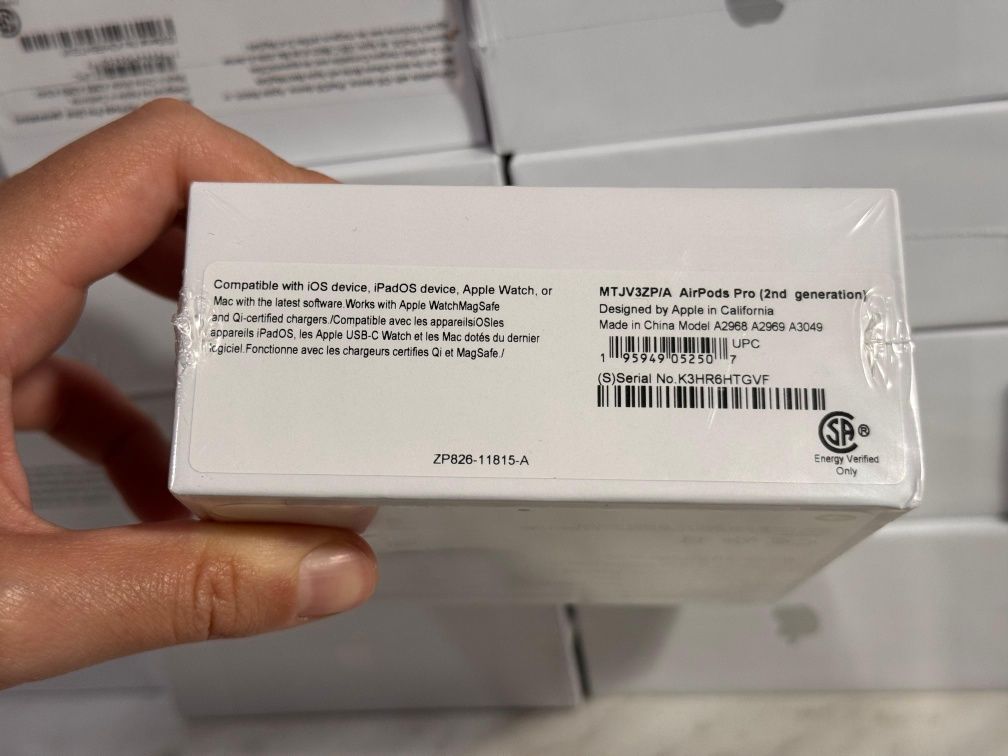 Compatible with iOS device, iPadOS device, Apple Watch, or
Mac with the latest software.Works with Apple WatchMagSafe
and Qi-certified chargers./Compatible avec les appareilsiOSles
appareils iPadOS, les Apple USB-C Watch et les Mac dotés du dernier
logiciel.Fonctionne avec les chargeurs certifies Qi et MagSafe./
ZP826-11815-A
MTJV3ZP/A AirPods Pro (2nd generation)
Designed by Apple in California
Made in China Model A2968 A2969 A3049
UPC
1 95949 05250 7
(S)Serial No.K3HR6HTGVF
SA ®
Energy Verified
Only